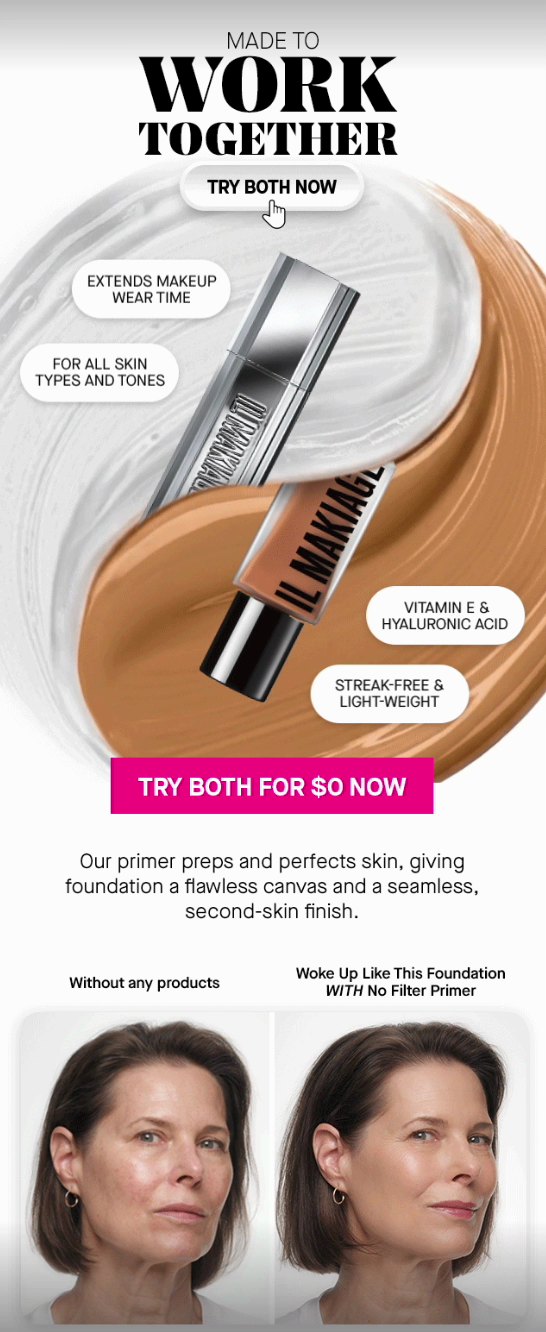 MADE TO
WORK
TOGETHER
TRY BOTH NOW
EXTENDS MAKEUP
WEAR TIME
FOR ALL SKIN
TYPES AND TONES
IL MAKIAGE
IL MAKIAGE
VITAMIN E &
HYALURONIC ACID
STREAK-FREE &
LIGHT-WEIGHT
TRY BOTH FOR $0 NOW
Our primer preps and perfects skin, giving
foundation a flawless canvas and a seamless,
second-skin finish.
Without any products
Woke Up Like This Foundation
WITH No Filter Primer